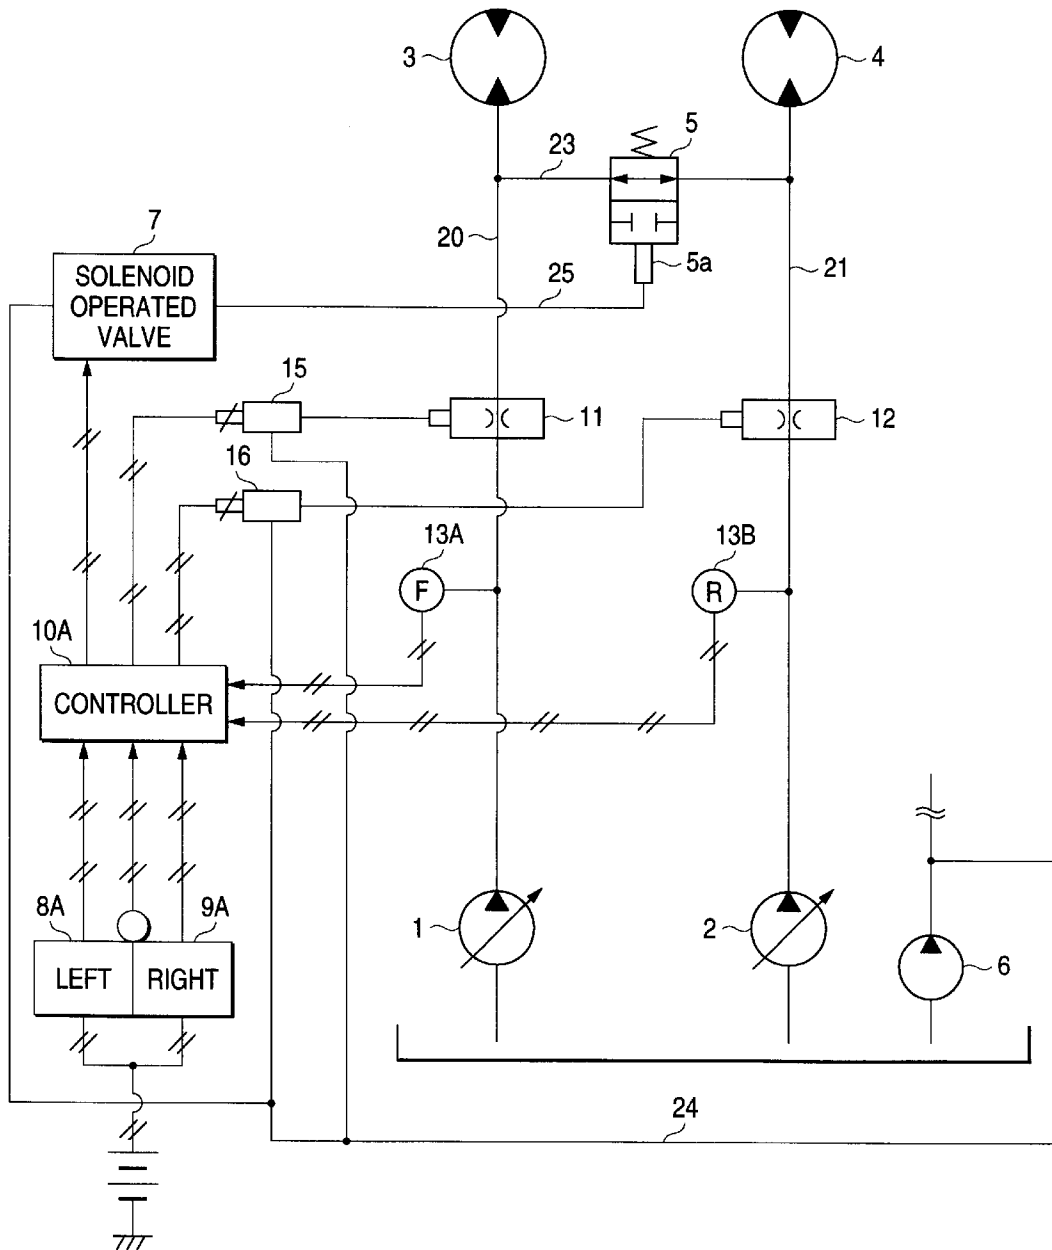 3
4
5
23
7
20
5a
21
25
SOLENOID
OPERATED
VALVE
15
11
12
16
13A
13B
F
R
10A
CONTROLLER
8A
9A
1
2
6
LEFT
RIGHT
24